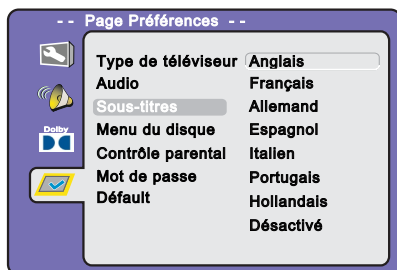 - - Page Préférences - -
Type de téléviseur
Audio
Sous-titres
Menu du disque
Contrôle parental
Mot de passe
Défault
Anglais
Français
Allemand
Espagnol
Italien
Portugais
Hollandais
Désactivé
Dolby